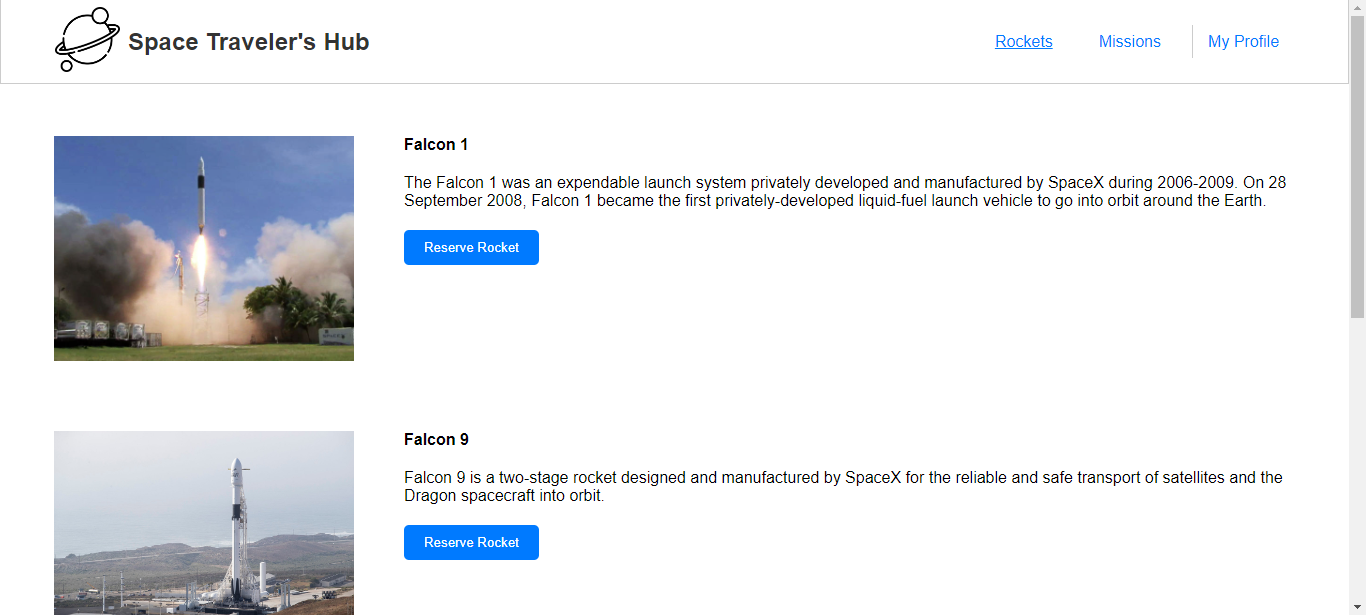 Space Traveler's Hub
Rockets
Missions
My Profile
Falcon 1
The Falcon 1 was an expendable launch system privately developed and manufactured by SpaceX during 2006-2009. On 28
September 2008, Falcon 1 became the first privately-developed liquid-fuel launch vehicle to go into orbit around the Earth.
Reserve Rocket
Falcon 9
Falcon 9 is a two-stage rocket designed and manufactured by SpaceX for the reliable and safe transport of satellites and the
Dragon spacecraft into orbit.
Reserve Rocket